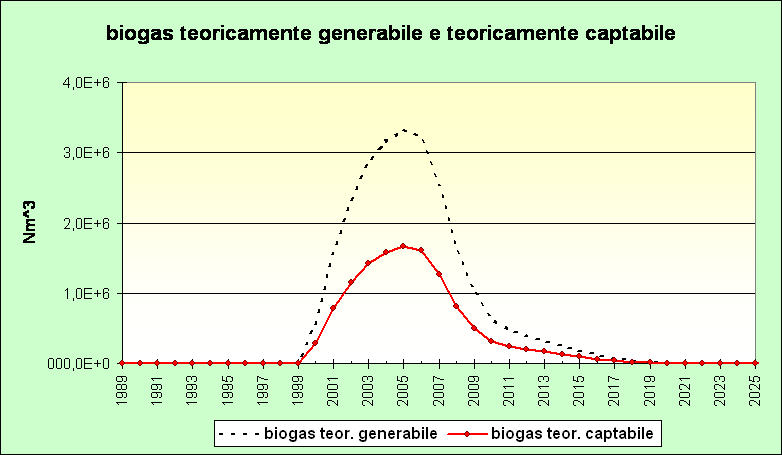 biogas teoricamente generabile e teoricamente captabile
4,0E+6
3,0E+6
2,0E+6
1,0E+6
000,0E+0
Nm^3
1989
1991
1993
1995
1997
1999
2001
2003
2005
2007
2009
2011
2013
2015
2017
2019
2021
2023
2025
biogas teor. generabile
biogas teor. captabile